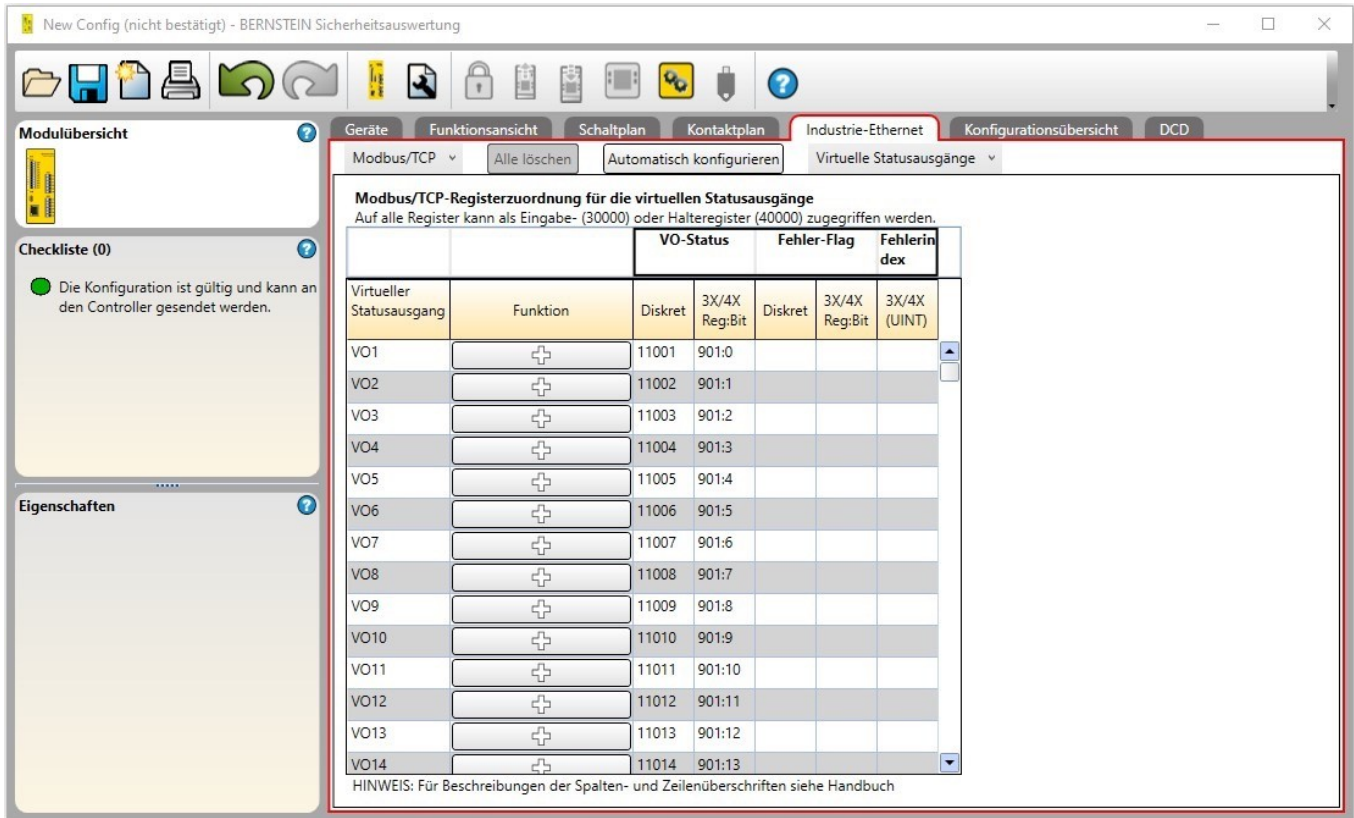 New Config (nicht bestätigt) - BERNSTEIN Sicherheitsauswertung
Modulübersicht
Checkliste (0)
Die Konfiguration ist gültig und kann an
den Controller gesendet werden.
Eigenschaften
Geräte Funktionsansicht Schaltplan Kontaktplan Industrie-Ethernet Konfigurationsübersicht DCD
Modbus/TCP Alle löschen Automatisch konfigurieren Virtuelle Statusausgänge
Modbus/TCP-Registerzuordnung für die virtuellen Statusausgänge
Auf alle Register kann als Eingabe- (30000) oder Halteregister (40000) zugegriffen werden.
VO-Status Fehler-Flag Fehlerin
dex
Virtueller
Statusausgang Funktion Diskret 3X/4X
Reg:Bit Diskret 3X/4X
Reg:Bit 3X/4X
(UINT)
VO1 11001 901:0
VO2 11002 901:1
VO3 11003 901:2
VO4 11004 901:3
VO5 11005 901:4
VO6 11006 901:5
VO7 11007 901:6
VO8 11008 901:7
VO9 11009 901:8
VO10 11010 901:9
VO11 11011 901:10
VO12 11012 901:11
VO13 11013 901:12
VO14 11014 901:13
HINWEIS: Für Beschreibungen der Spalten- und Zeilenüberschriften siehe Handbuch